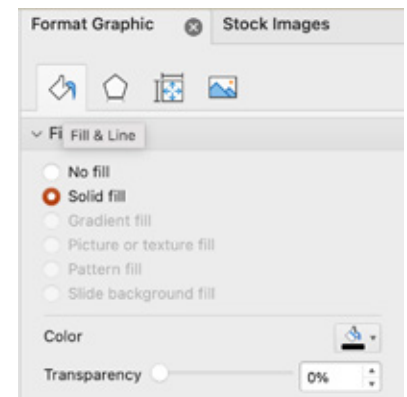 Format Graphic Stock Images
Fi Fill & Line
No fill
Solid fill
Gradient fill
Picture or texture fill
Pattern fill
Slide background fill
Color
Transparency 0%